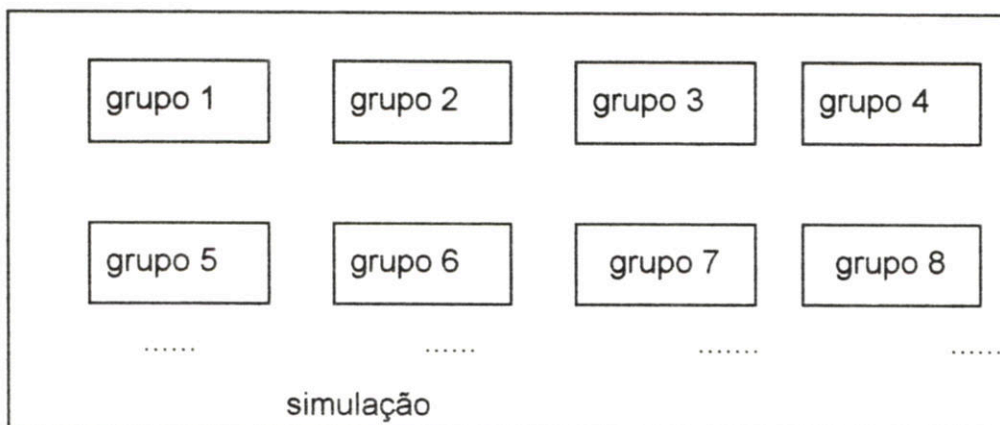 grupo 1 grupo 2 grupo 3 grupo 4
grupo 5 grupo 6 grupo 7 grupo 8
...... ...... ....... ......
simulação